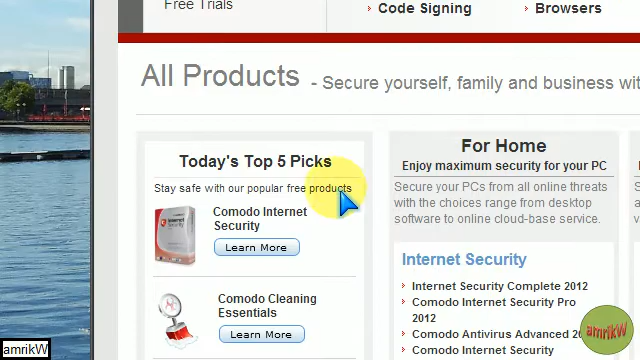 Free Trials
Code Signing
Browsers
All Products - Secure yourself, family and business wit
Today's Top 5 Picks
Stay safe with our popular free products
Comodo Internet
Security
Learn More
Comodo Cleaning
Essentials
Learn More
For Home
Enjoy maximum security for your PC
Secure your PCs from all online threats
with the choices range from desktop
software to online cloud-base service.
Internet Security
Internet Security Complete 2012
Comodo Internet Security Pro
2012
Comodo Antivirus Advanced 20
Comodo Internet Security
amrikW
amrikW